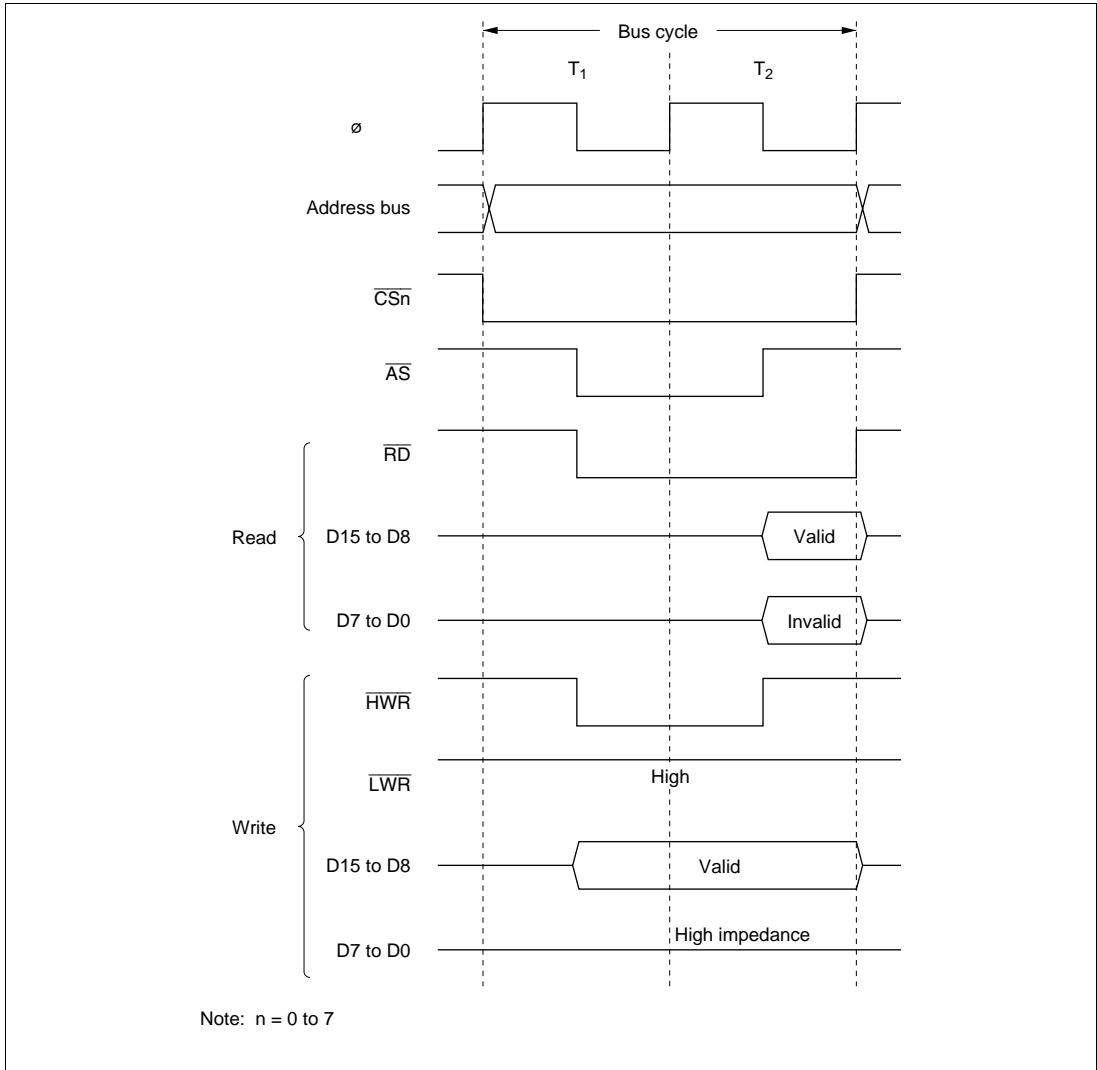 Bus cycle
T1 T2
ø
Address bus
CSn
AS
RD
Read D15 to D8 Valid
D7 to D0 Invalid
HWR
LWR High
Write
D15 to D8 Valid
D7 to D0 High impedance
Note: n = 0 to 7